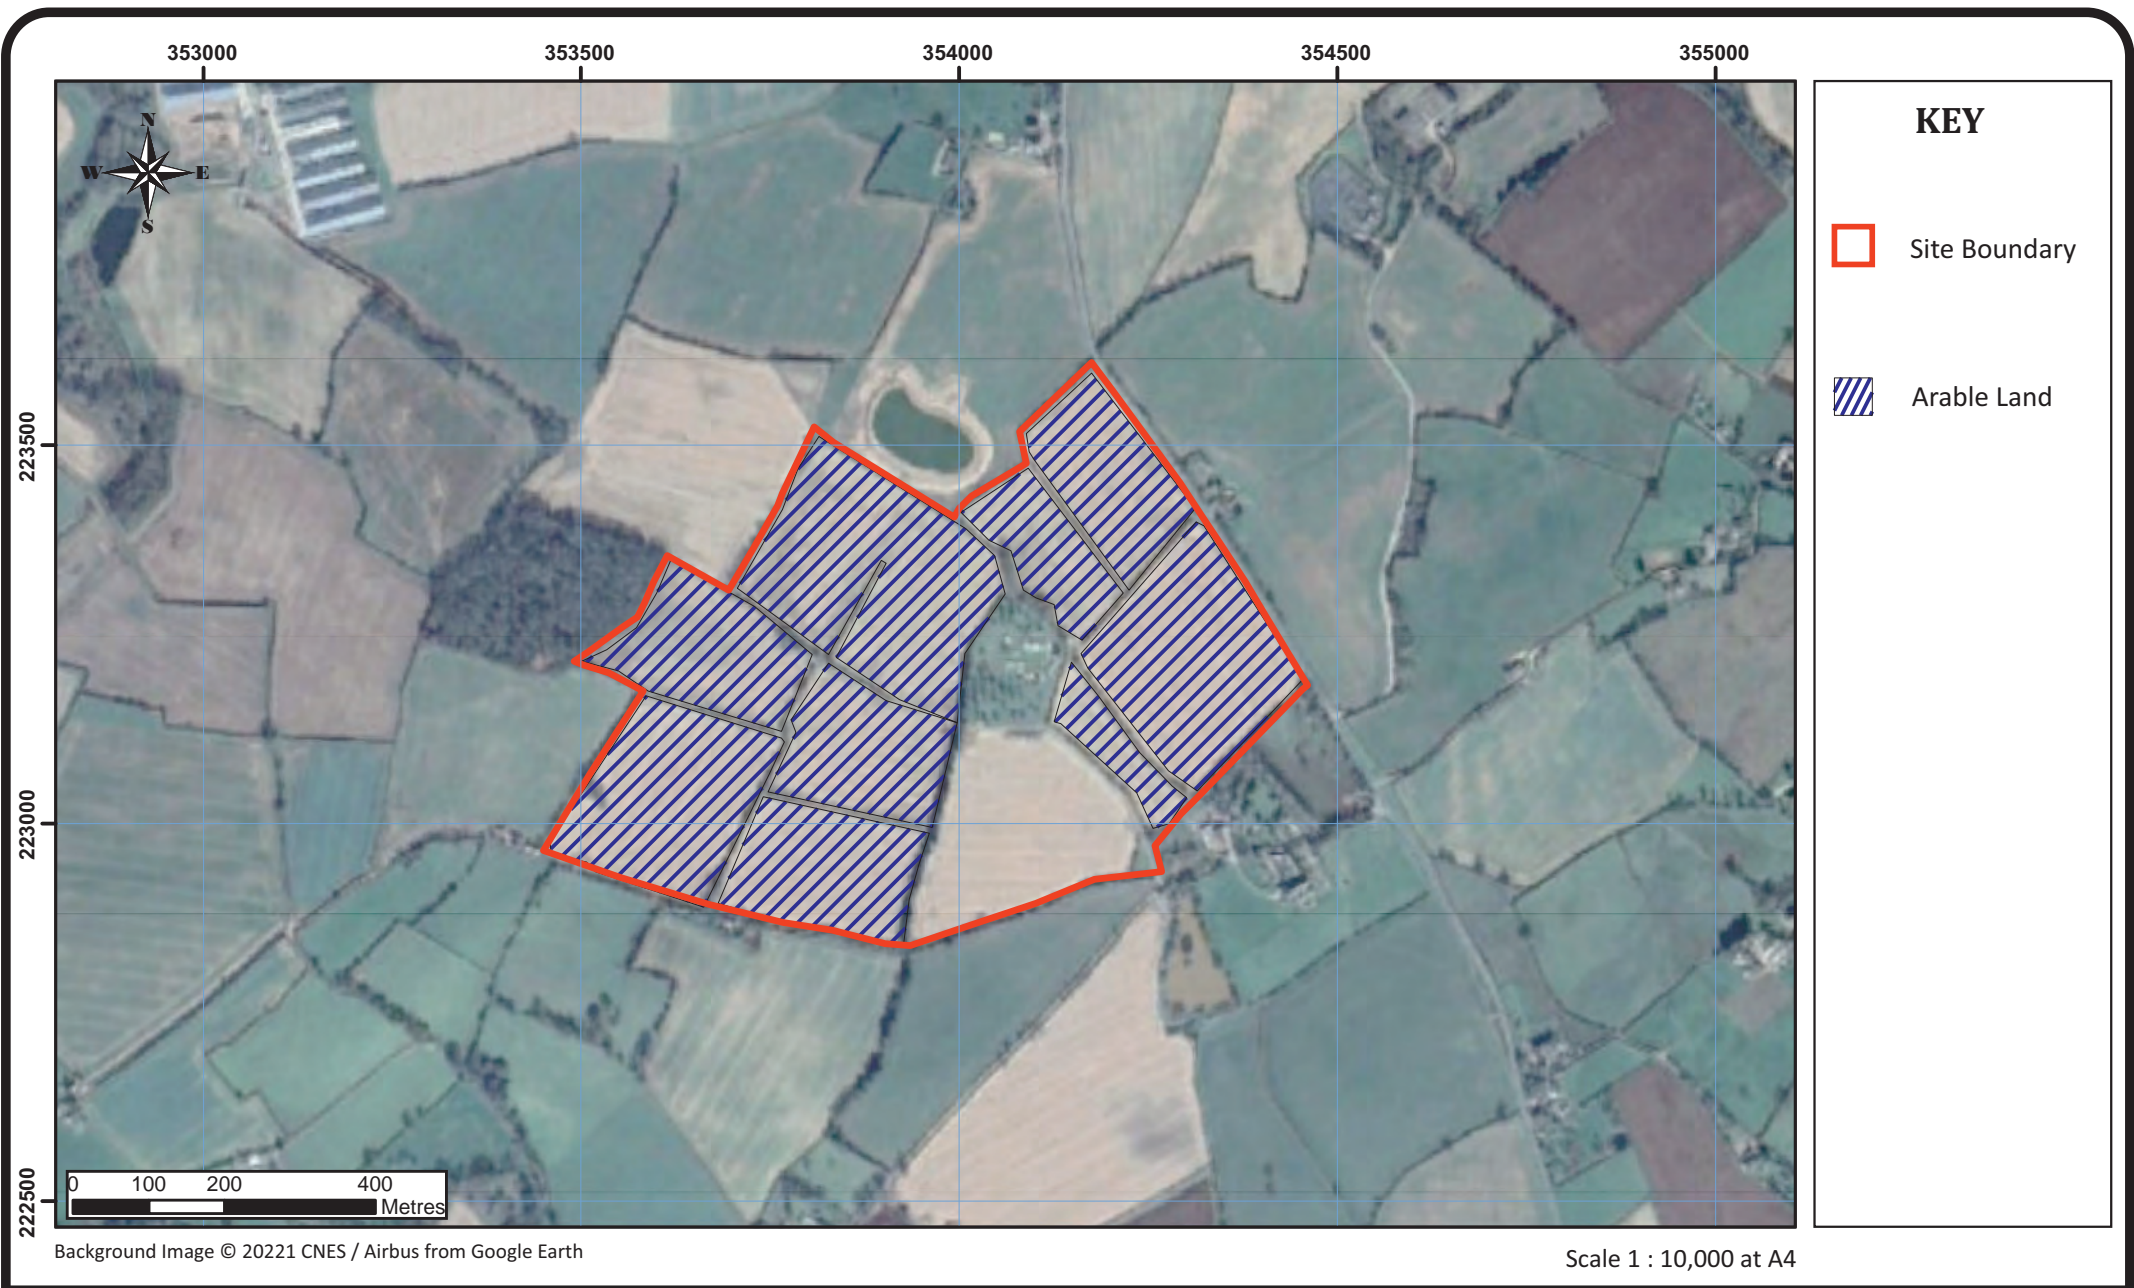 353000 353500 354000 354500 355000
KEY
N
W E
S
Site Boundary
Arable Land
223500
223000
222500
0 100 200 400
Metres
Background Image © 20221 CNES / Airbus from Google Earth
Scale 1 : 10,000 at A4